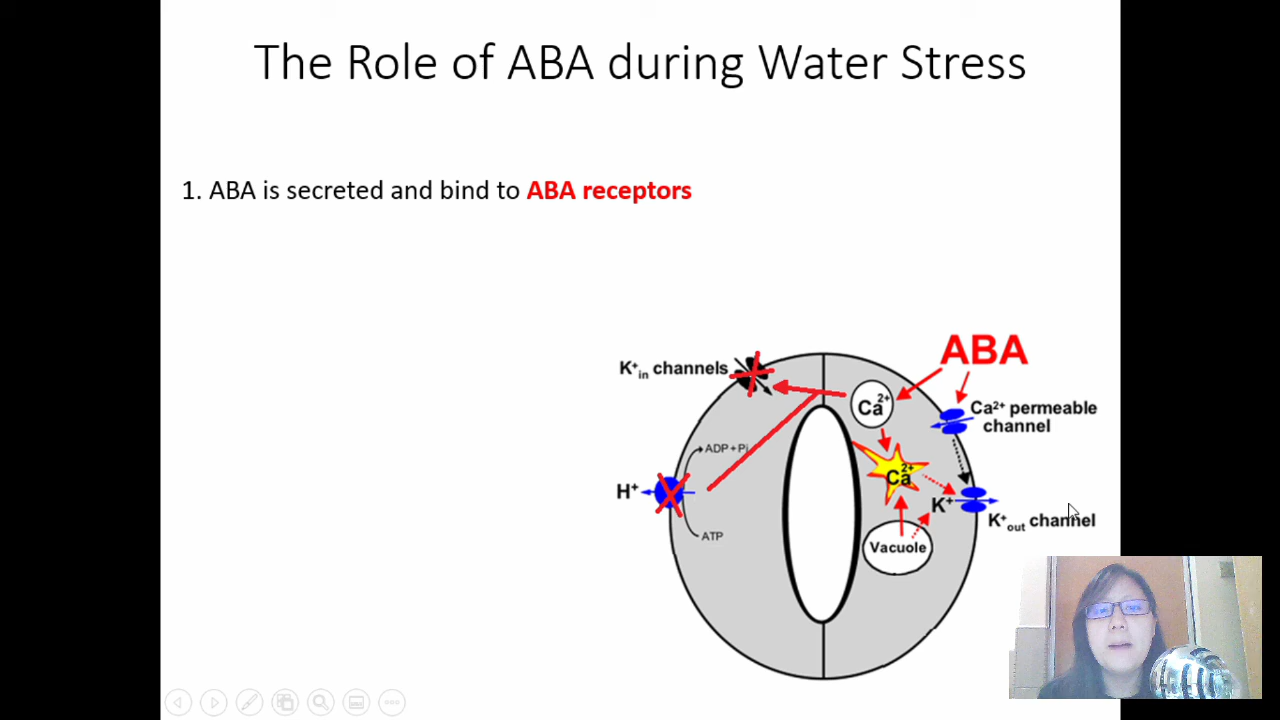 The Role of ABA during Water Stress
1. ABA is secreted and bind to ABA receptors
ABA
K⁺in channels
Ca²⁺
Ca²⁺ permeable
channel
ADP + Pi
Ca²⁺
H⁺
K⁺
K⁺out channel
ATP
Vacuole